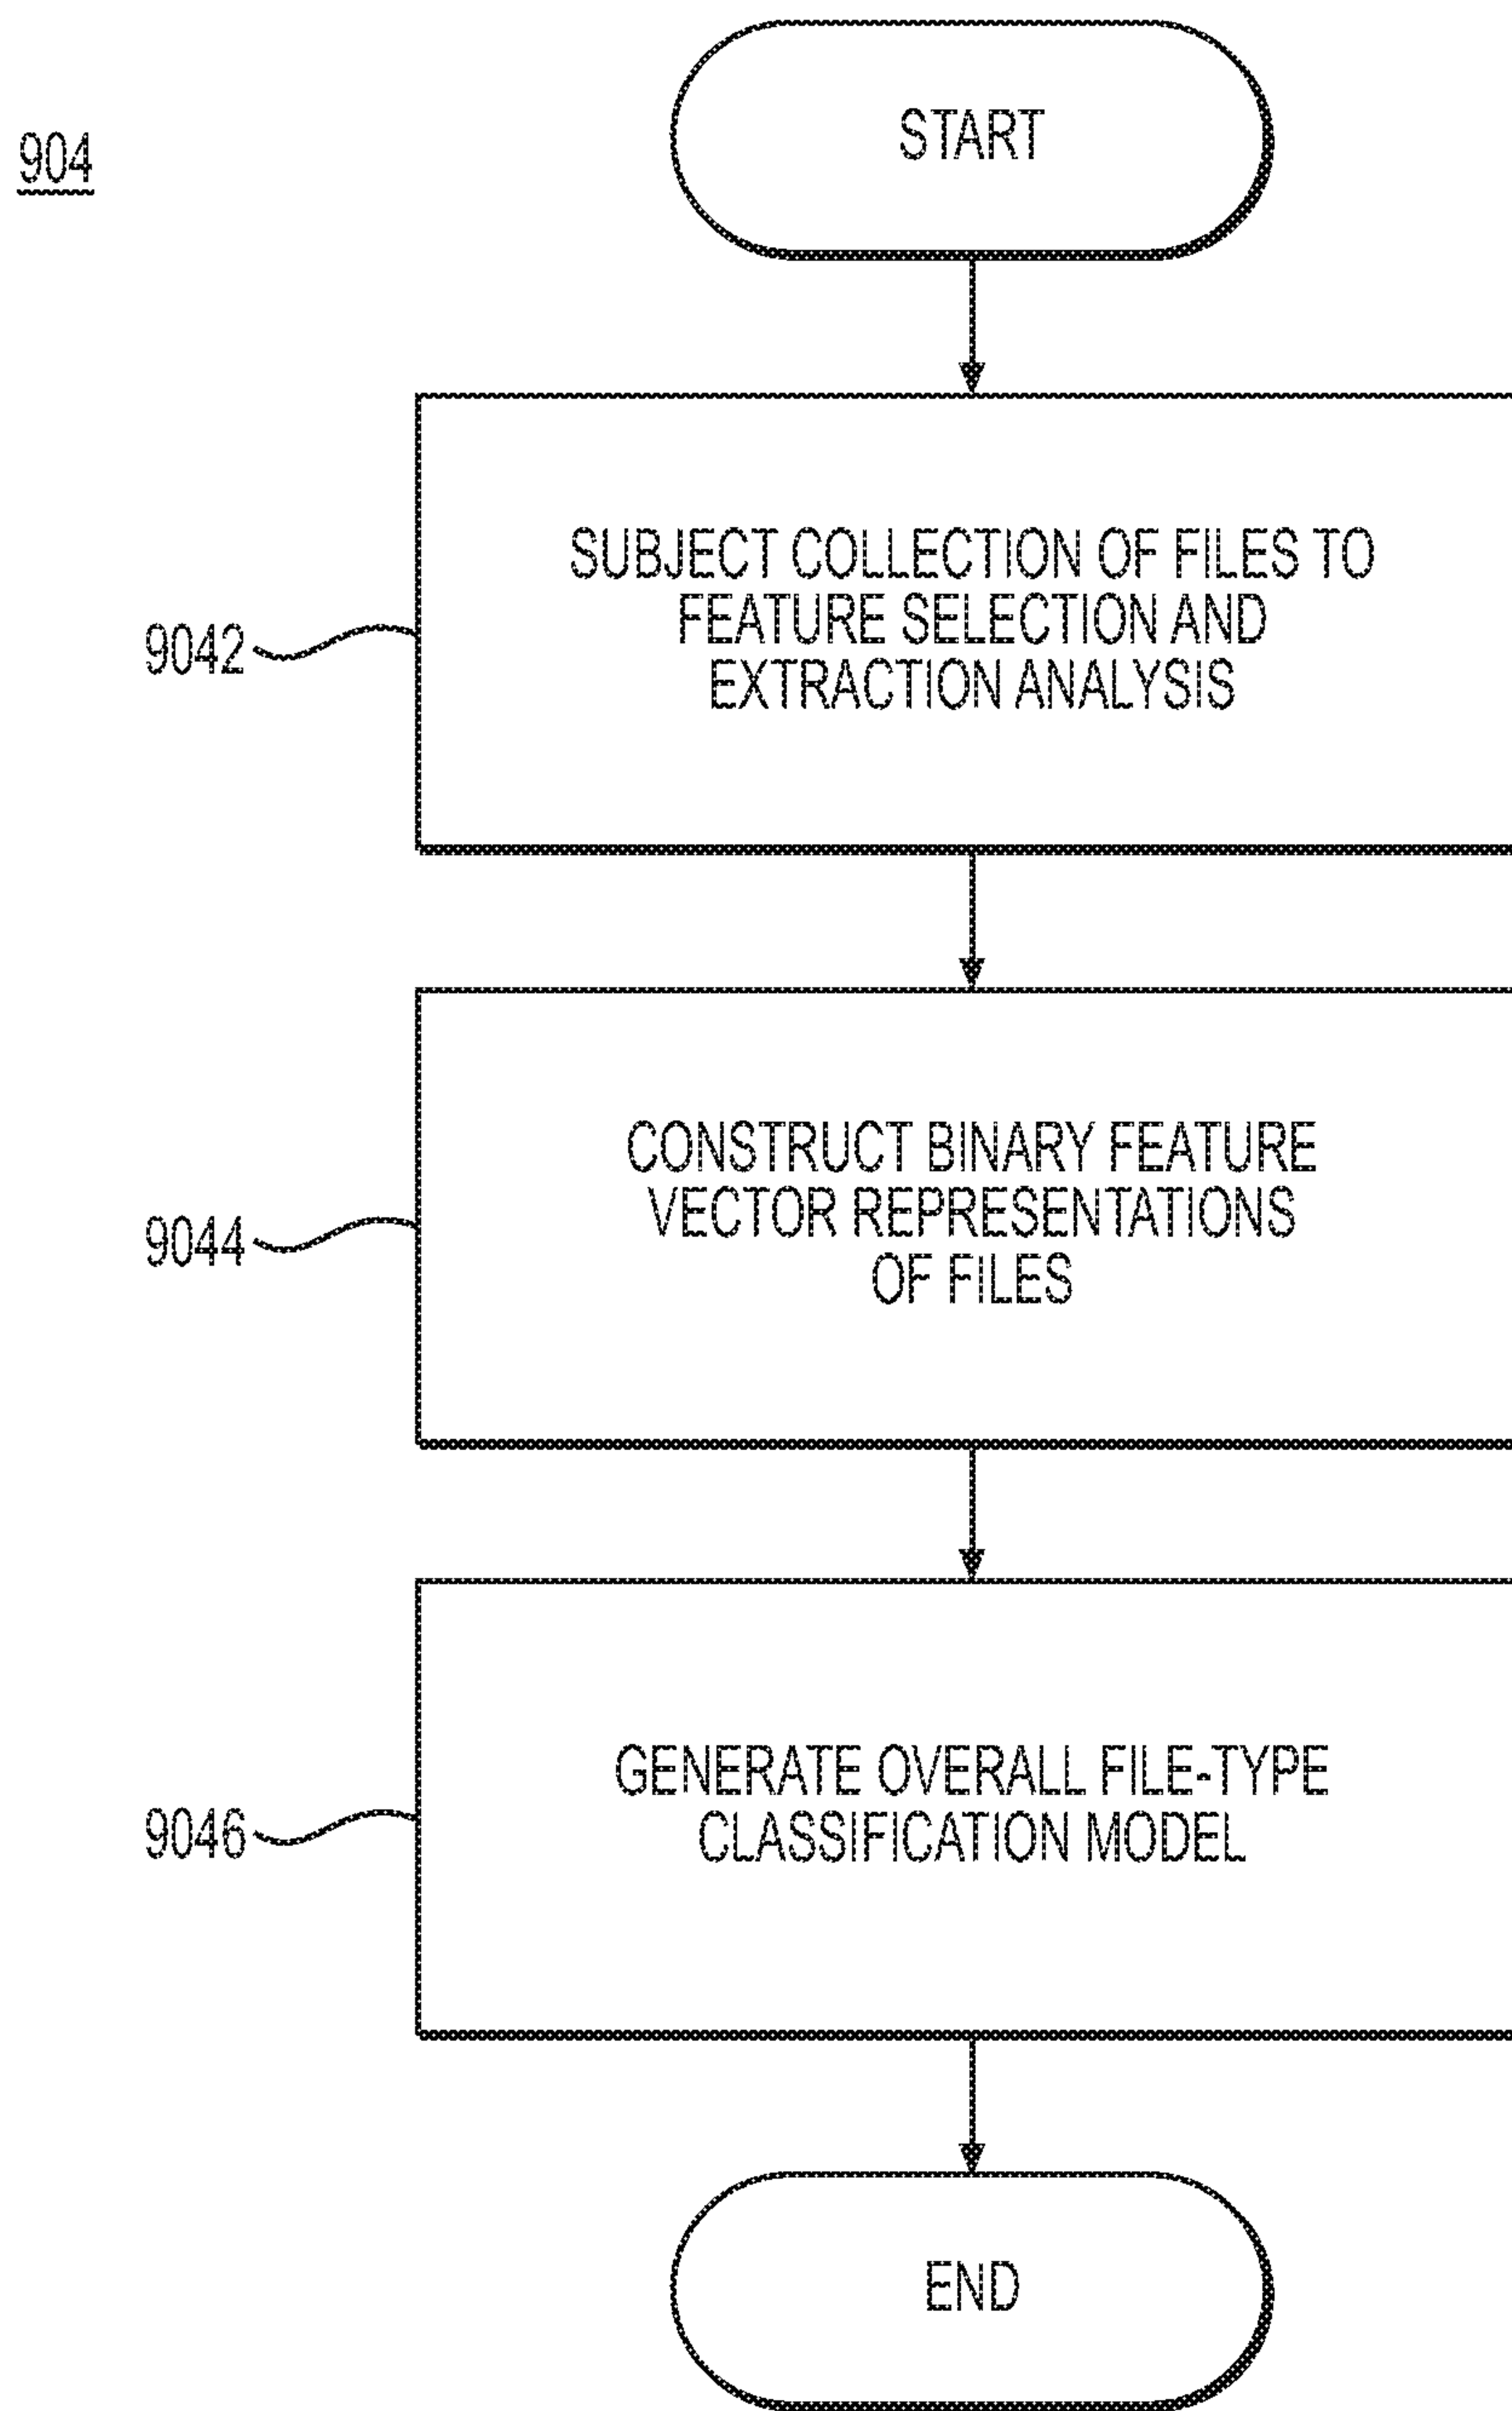 904
START
SUBJECT COLLECTION OF FILES TO
FEATURE SELECTION AND
EXTRACTION ANALYSIS
9042
CONSTRUCT BINARY FEATURE
VECTOR REPRESENTATIONS
OF FILES
9044
GENERATE OVERALL FILE-TYPE
CLASSIFICATION MODEL
9046
END